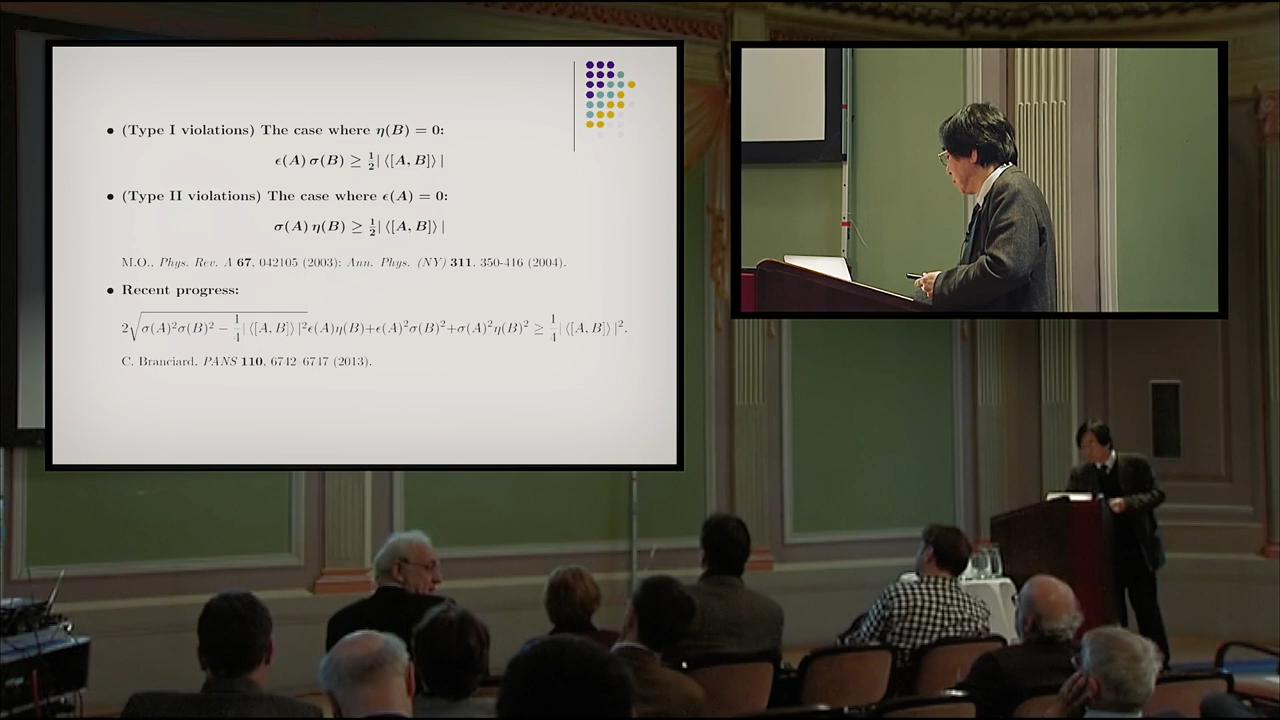 • (Type I violations) The case where η(B) = 0:
ϵ(A) σ(B) ≥ 1/2 | ⟨[A, B]⟩ |
• (Type II violations) The case where ϵ(A) = 0:
σ(A) η(B) ≥ 1/2 | ⟨[A, B]⟩ |
M.O., Phys. Rev. A 67, 042105 (2003); Ann. Phys. (NY) 311, 350-416 (2004).
• Recent progress:
2√(σ(A)²σ(B)² − 1/4 | ⟨[A, B]⟩ |²) ϵ(A)η(B)+ϵ(A)²σ(B)²+σ(A)²η(B)² ≥ 1/4 | ⟨[A, B]⟩ |².
C. Branciard, PANS 110, 6742–6747 (2013).